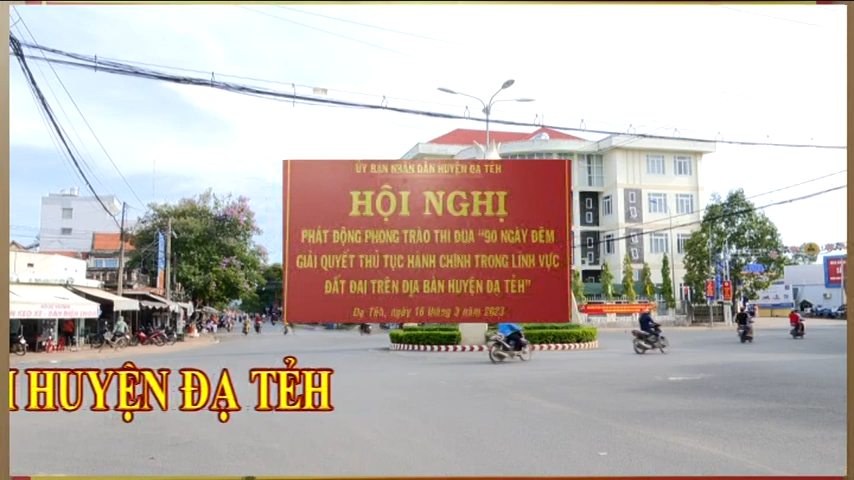 ỦY BAN NHÂN DÂN HUYỆN ĐẠ TẺH
HỘI NGHỊ
PHÁT ĐỘNG PHONG TRÀO THI ĐUA "90 NGÀY ĐÊM
GIẢI QUYẾT THỦ TỤC HÀNH CHÍNH TRONG LĨNH VỰC
ĐẤT ĐAI TRÊN ĐỊA BÀN HUYỆN ĐẠ TẺH"
Đạ Tẻh, ngày 16 tháng 3 năm 2023
HUYỆN ĐẠ TẺH